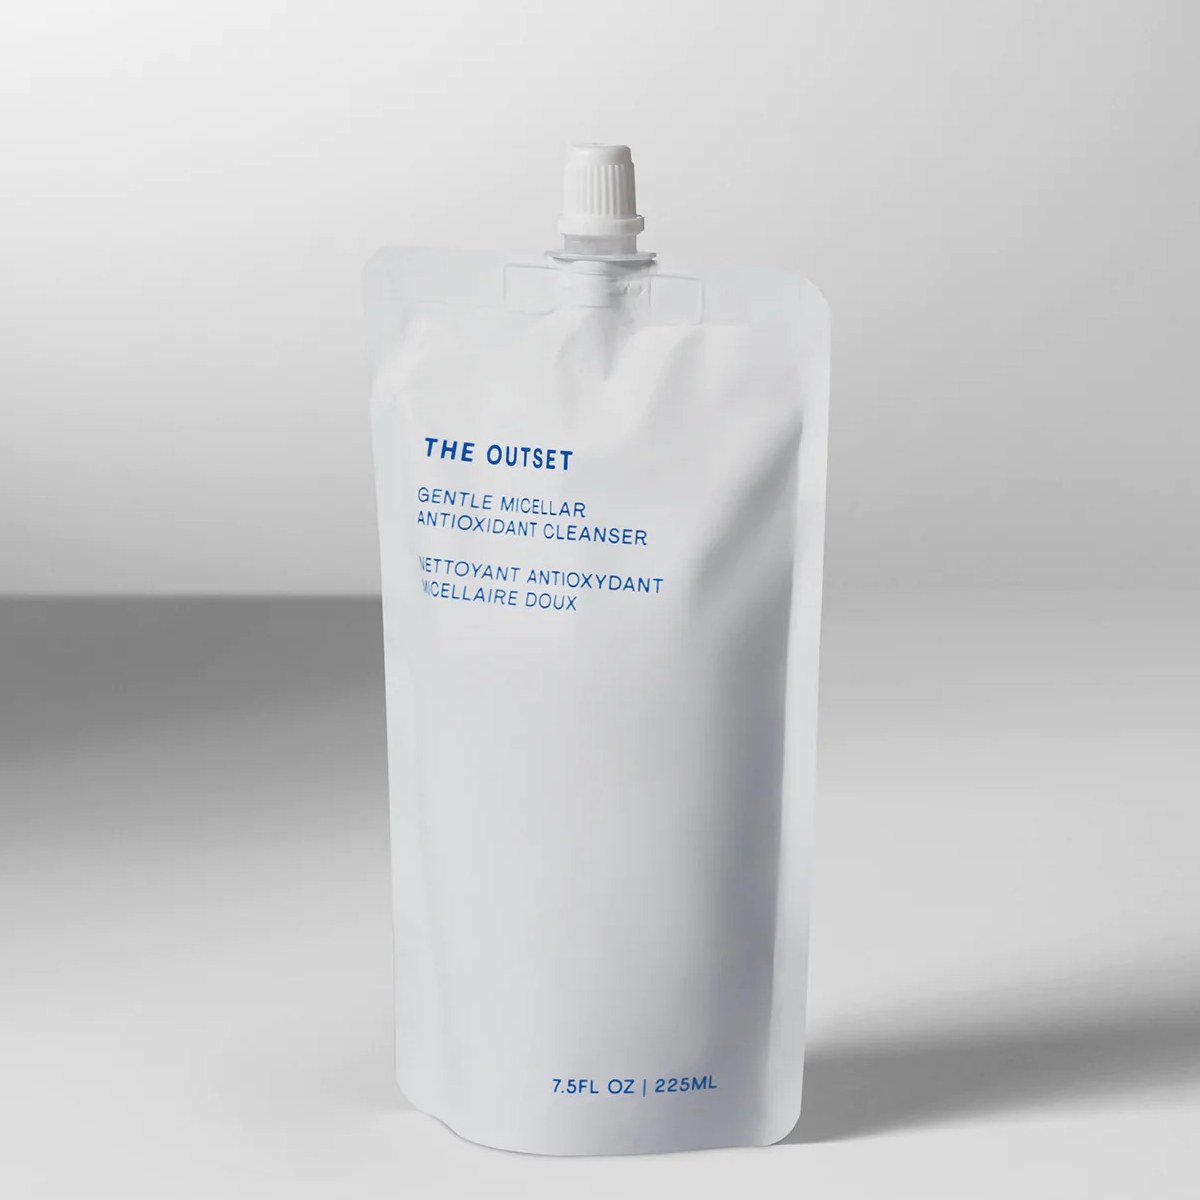 THE OUTSET
GENTLE MICELLAR
ANTIOXIDANT CLEANSER
NETTOYANT ANTIOXYDANT
MICELLAIRE DOUX
7.5FL OZ | 225ML